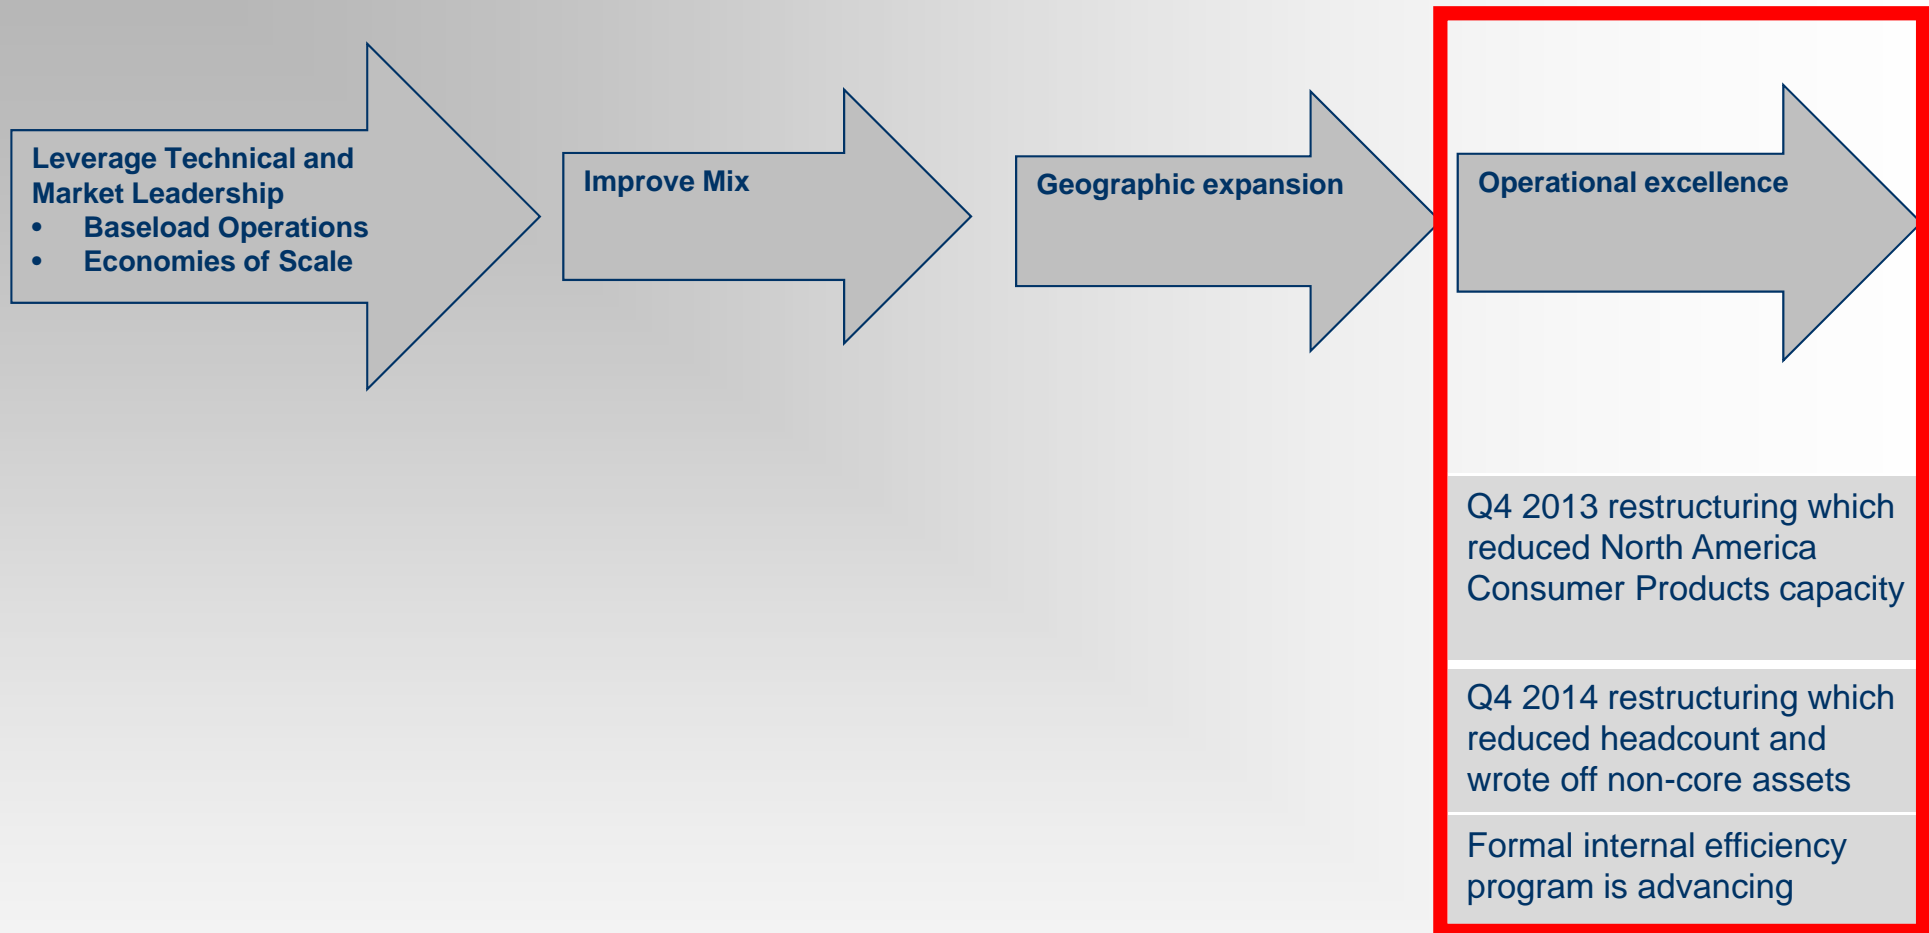 Leverage Technical and
Market Leadership
• Baseload Operations
• Economies of Scale
Improve Mix
Geographic expansion
Operational excellence
Q4 2013 restructuring which
reduced North America
Consumer Products capacity
Q4 2014 restructuring which
reduced headcount and
wrote off non-core assets
Formal internal efficiency
program is advancing